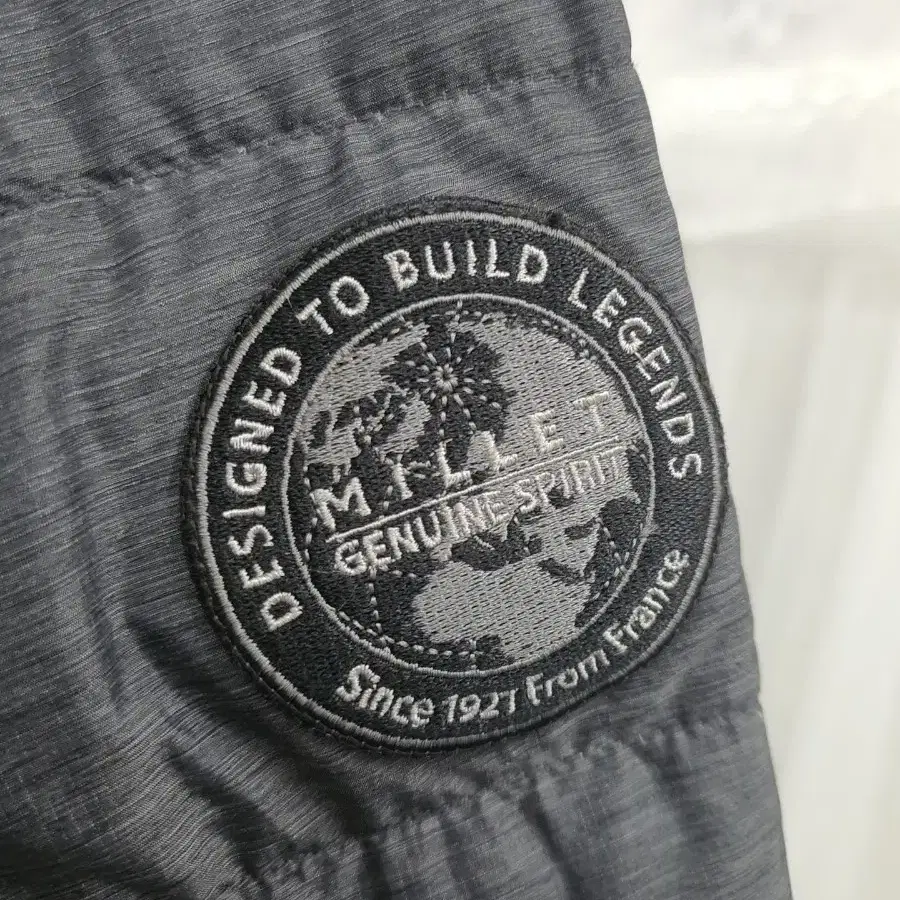 DESIGNED TO BUILD LEGENDS
MILLET
GENUINE SPIRIT
Since 1921 From France